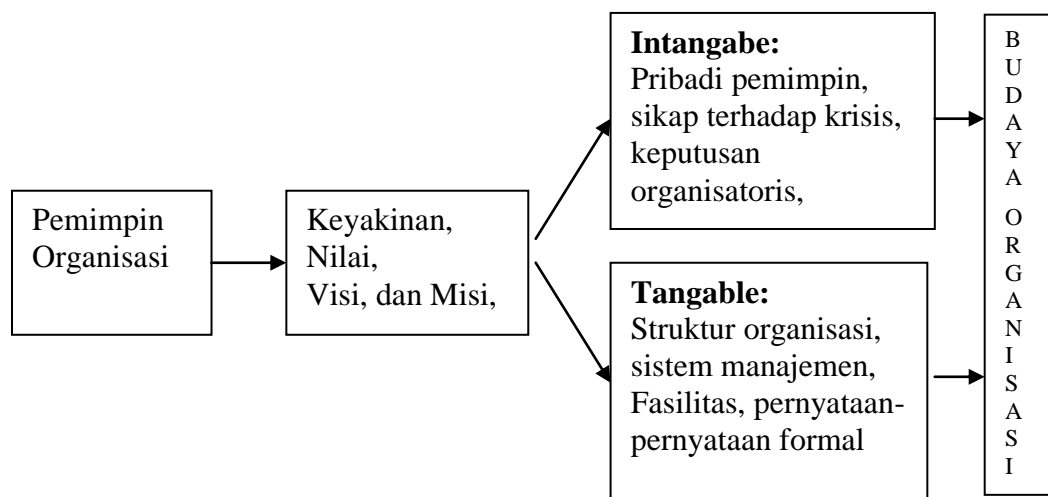 Pemimpin
Organisasi
Keyakinan,
Nilai,
Visi, dan Misi,
Intangabe:
Pribadi pemimpin,
sikap terhadap krisis,
keputusan
organisatoris,
Tangable:
Struktur organisasi,
sistem manajemen,
Fasilitas, pernyataan-
pernyataan formal
B
U
D
A
Y
A
O
R
G
A
N
I
S
A
S
I